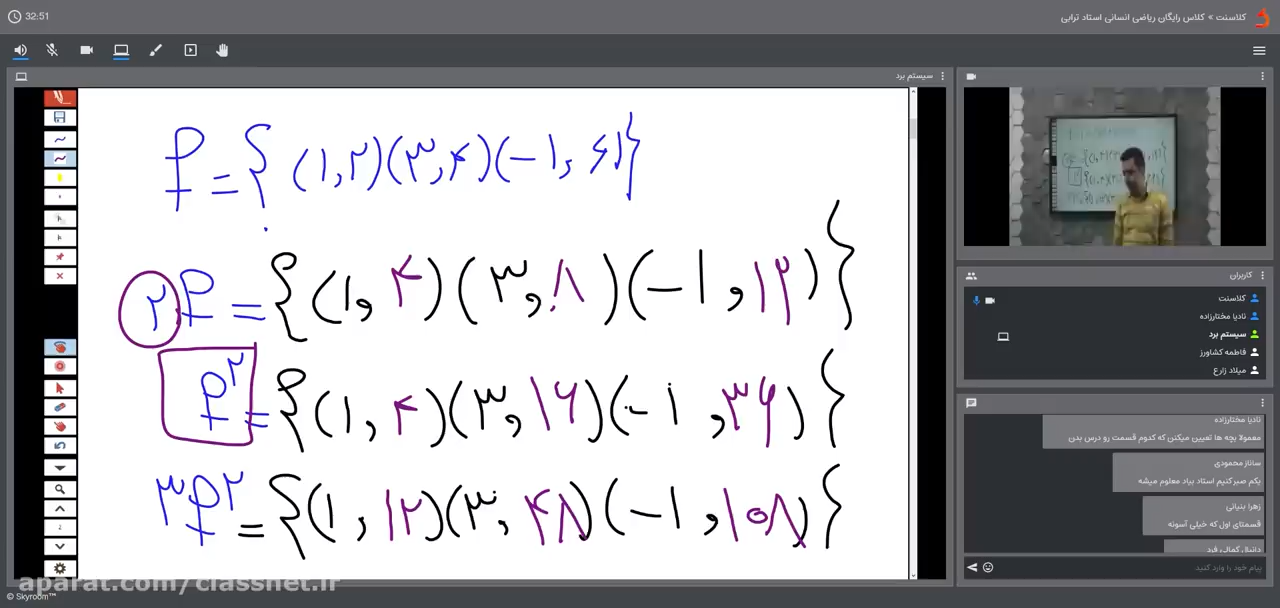 32:51
کلاسنت » کلاس رایگان ریاضی انسانی استاد ترابی
سیستم برد
f = { (۱,۲)(۳,۴)(-۱,۶) }
۲f = { (۱,۴)(۳,۸)(-۱,۱۲) }
f² = { (۱,۴)(۳,۱۶)(-۱,۳۶) }
۳f² = { (۱,۱۲)(۳,۴۸)(-۱,۱۰۸) }
کاربران
کلاسنت
نادیا مختارزاده
سیستم برد
فاطمه کشاورز
میلاد زارع
نادیا مختارزاده
معمولا بچه ها تعیین میکنن که کدوم قسمت رو درس بدن
ساناز محمودی
یکم صبرکنیم استاد بیاد معلوم میشه
زهرا بنیانی
قسمتای اول که خیلی آسونه
دانیال کمالی فرد
پیام خود را وارد کنید.
aparat.com/classnet.ir
© Skyroom™